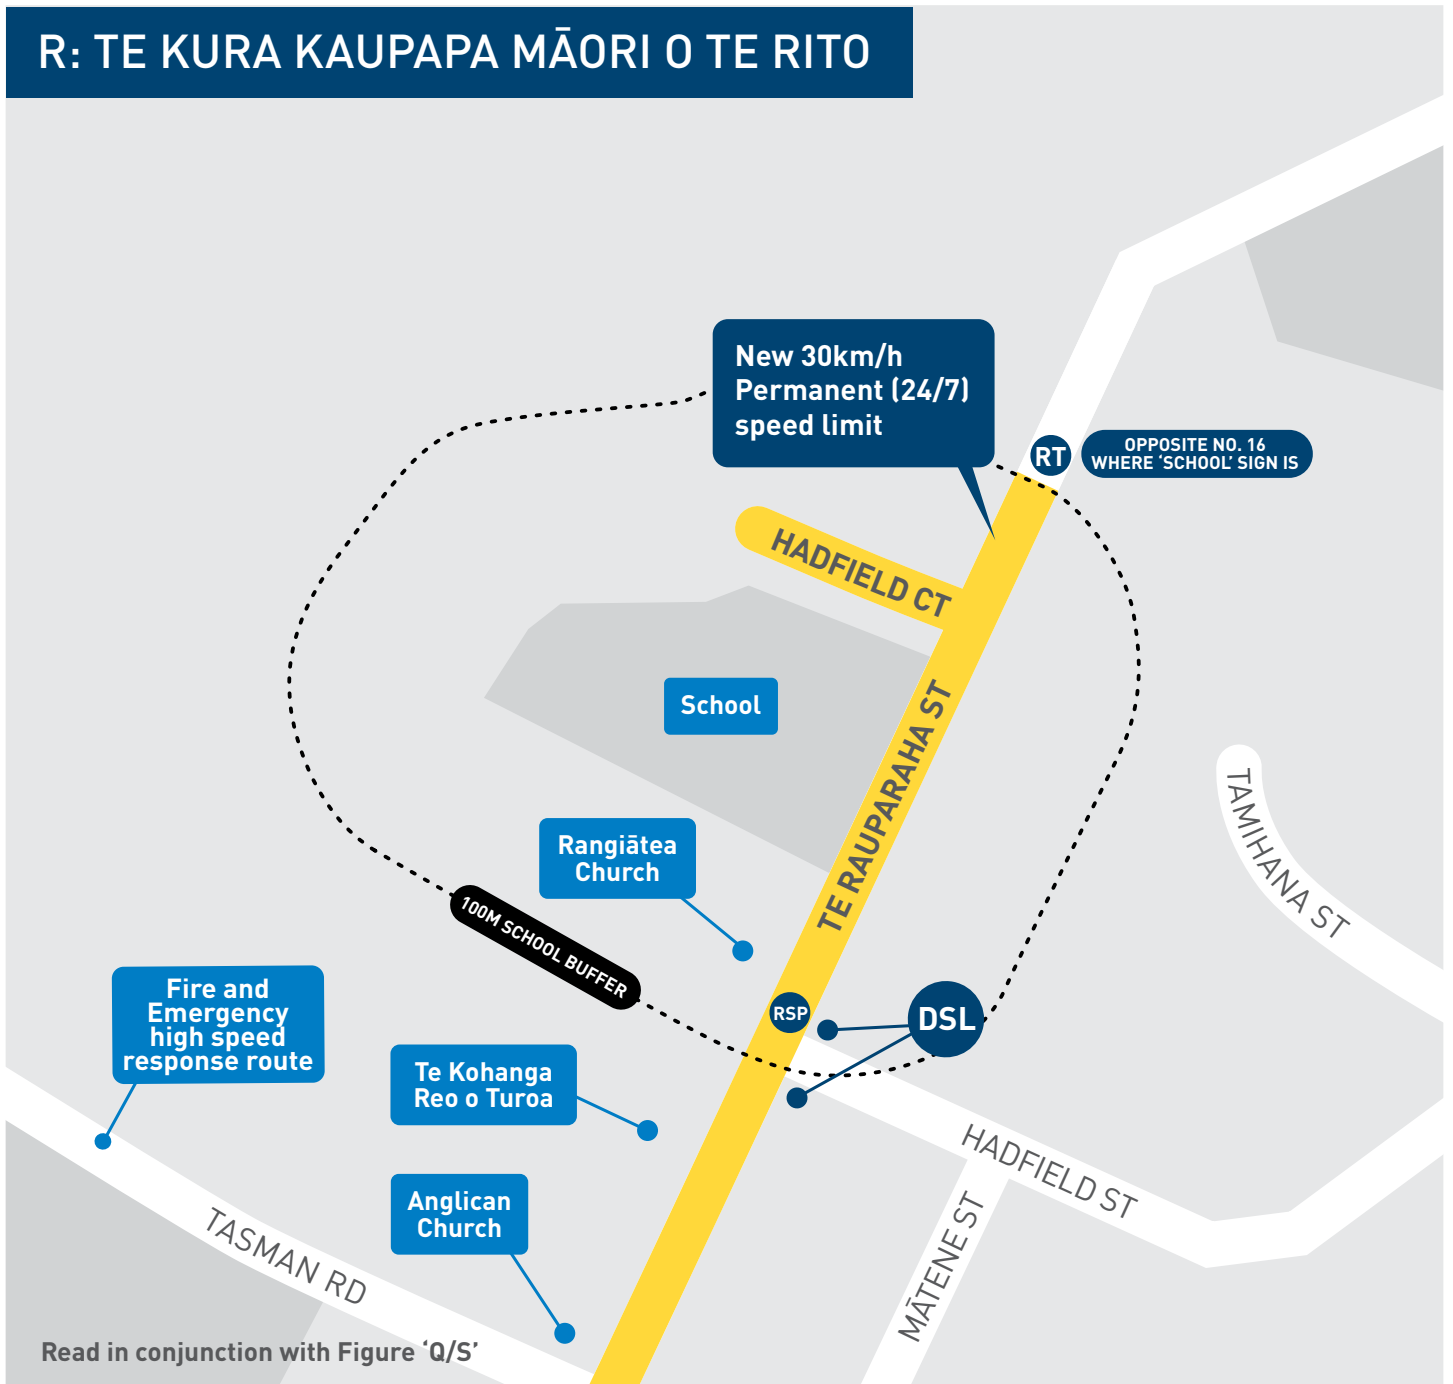 R: TE KURA KAUPAPA MĀORI O TE RITO
New 30km/h
Permanent (24/7)
speed limit
RT
OPPOSITE NO. 16
WHERE ‘SCHOOL’ SIGN IS
HADFIELD CT
School
TE RAUPARAHA ST
TAMIHANA ST
Rangiātea
Church
100M SCHOOL BUFFER
Fire and
Emergency
high speed
response route
RSP
DSL
Te Kohanga
Reo o Turoa
HADFIELD ST
Anglican
Church
MĀTENE ST
TASMAN RD
Read in conjunction with Figure ‘Q/S’